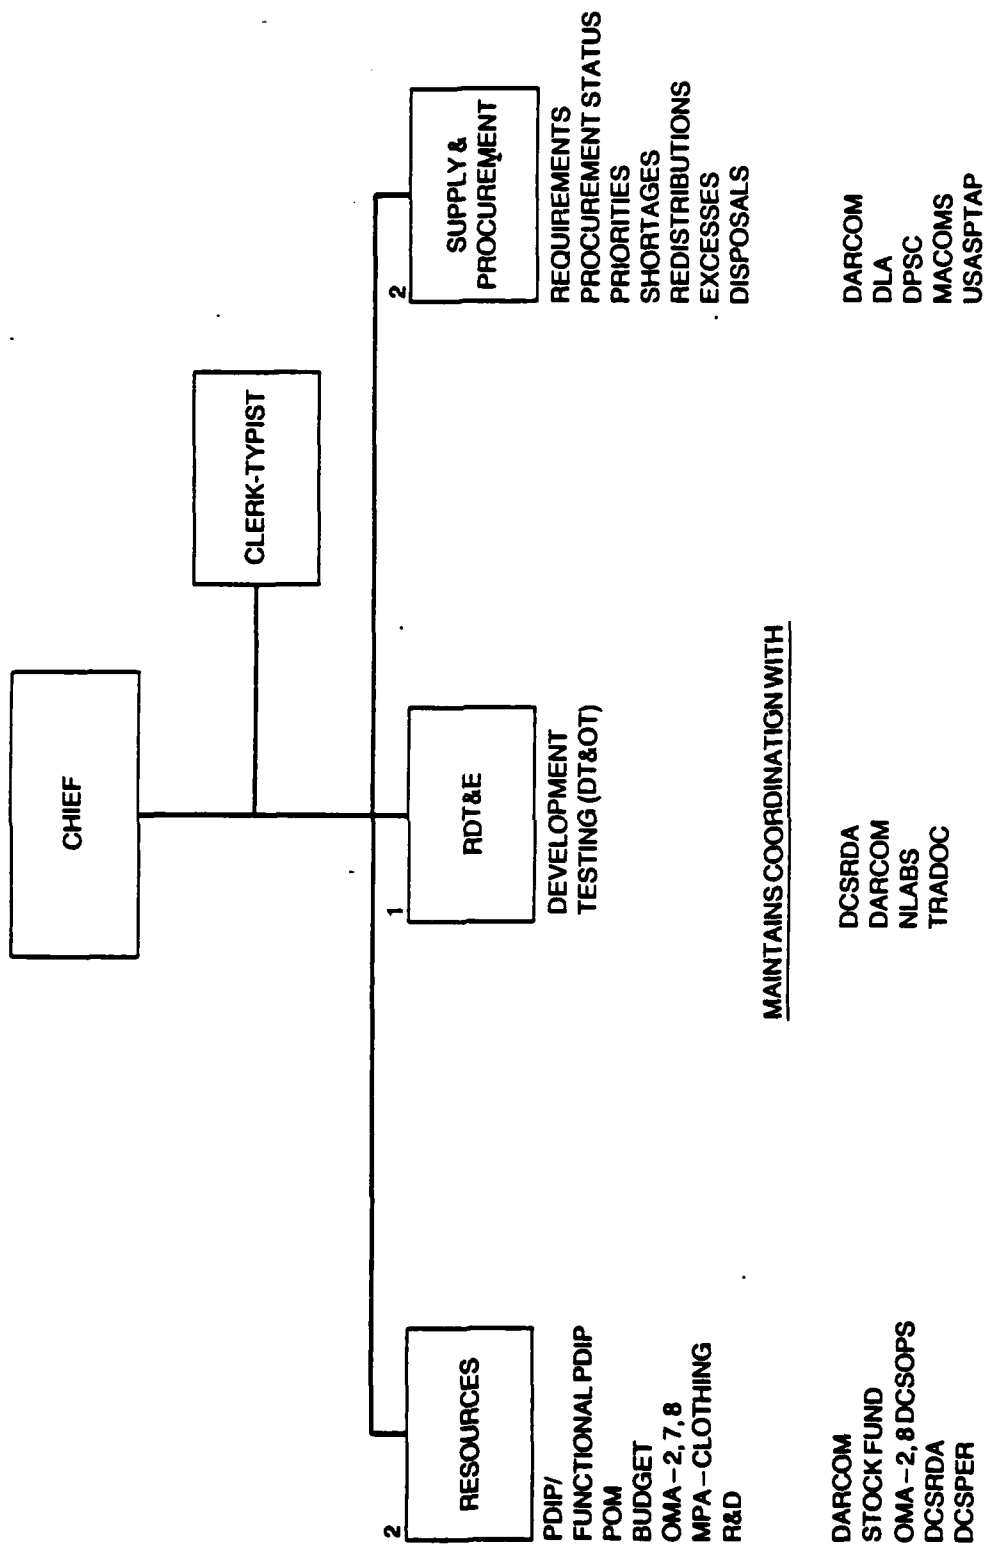 CHIEF
CLERK-TYPIST
2
RESOURCES
PDIP/
FUNCTIONAL PDIP
POM
BUDGET
OMA-2, 7, 8
MPA-CLOTHING
R&D
1
RDT&E
DEVELOPMENT
TESTING (DT&OT)
2
SUPPLY &
PROCUREMENT
REQUIREMENTS
PROCUREMENT STATUS
PRIORITIES
SHORTAGES
REDISTRIBUTIONS
EXCESSES
DISPOSALS
MAINTAINS COORDINATION WITH
DARCOM
STOCK FUND
OMA-2, 8 DCSOPS
DCSRDA
DCSPER
DCSRDA
DARCOM
NLABS
TRADOC
DARCOM
DLA
DPSC
MACOMS
USASPTAP